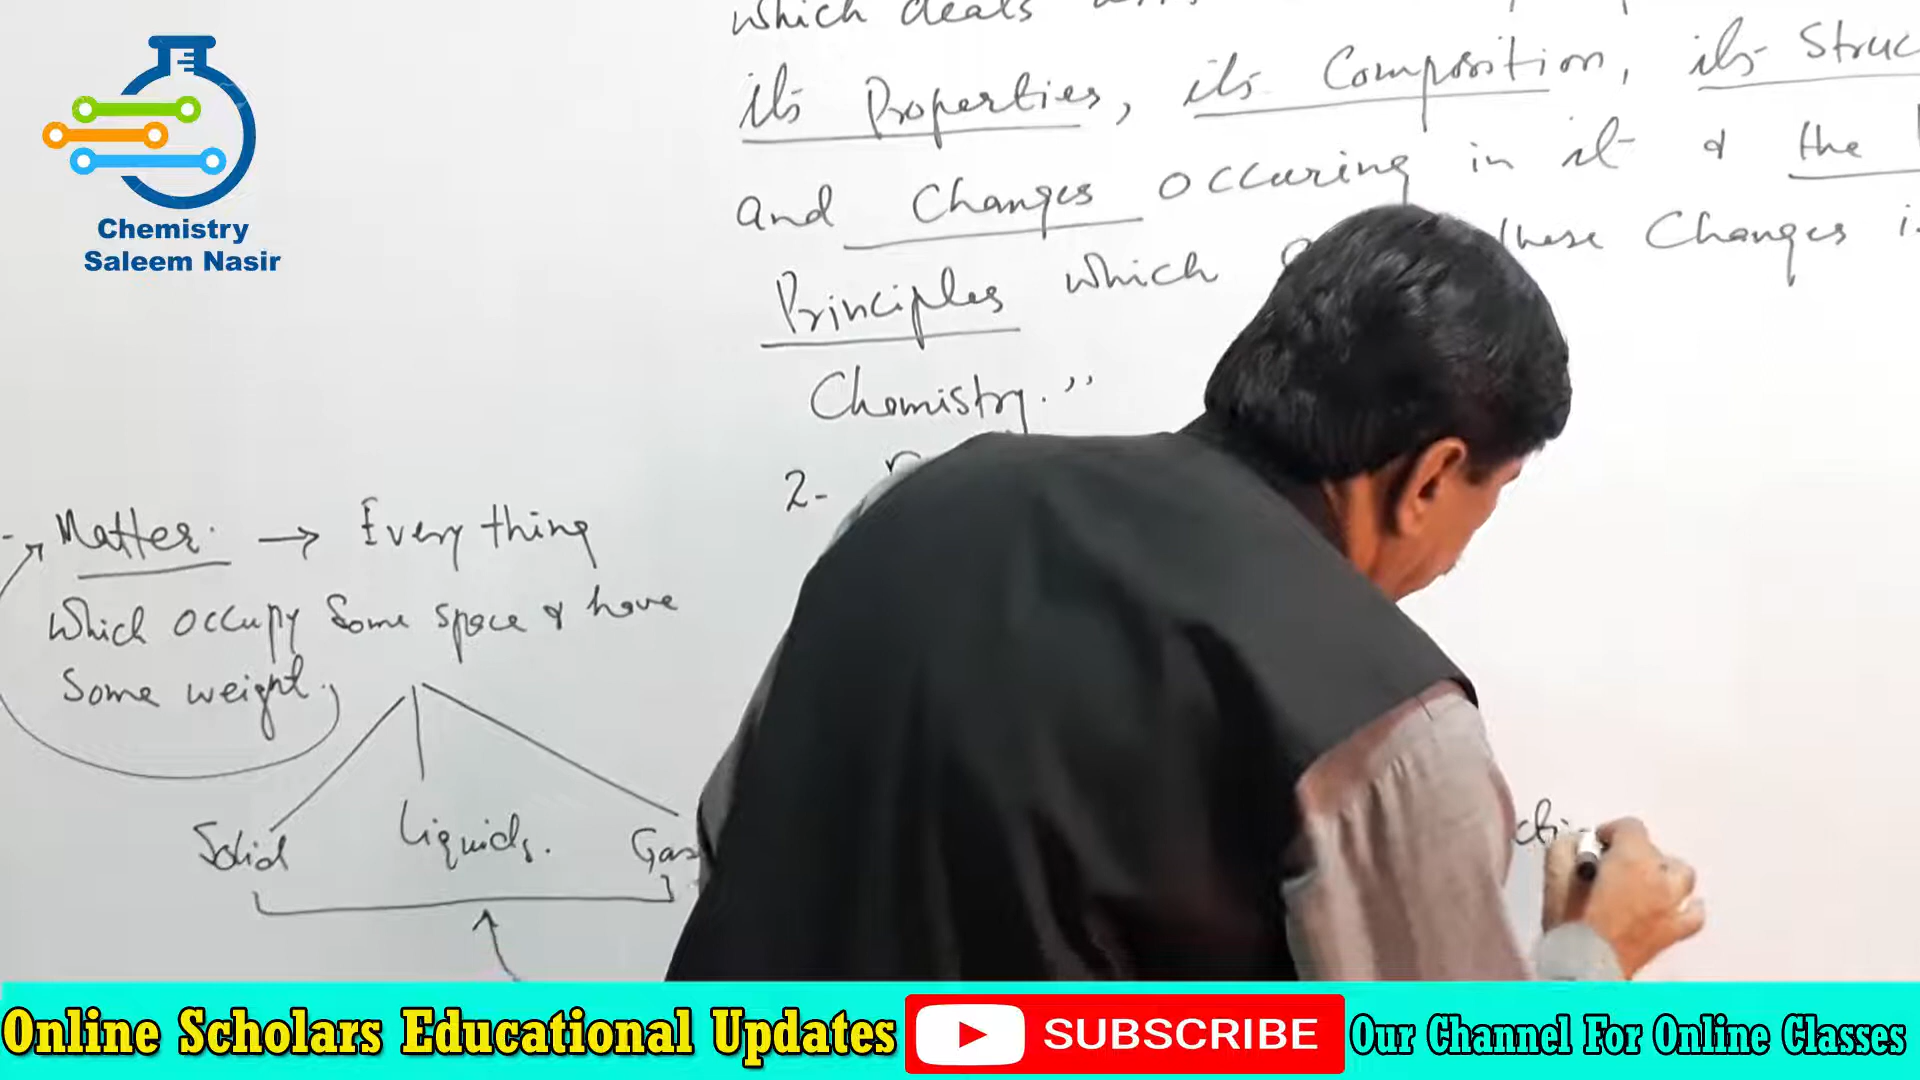 Chemistry
Saleem Nasir
which deals
its Properties, its Composition, its Struc
and Changes occuring in it & the
Principles which these Changes
Chemistry."
2-
Matter. → Every thing
which occupy Some space & have
Some weight.
Solid Liquids. Gas
Online Scholars Educational Updates SUBSCRIBE Our Channel For Online Classes